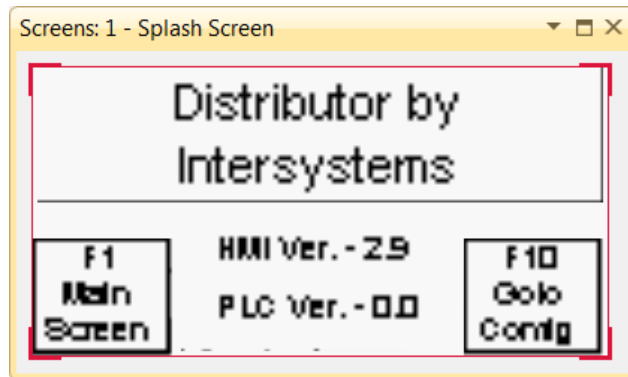 Screens: 1 - Splash Screen
Distributor by
Intersystems
HMI Ver. - 2.9
PLC Ver. - 0.0
F1
Main
Screen
F10
Goto
Config